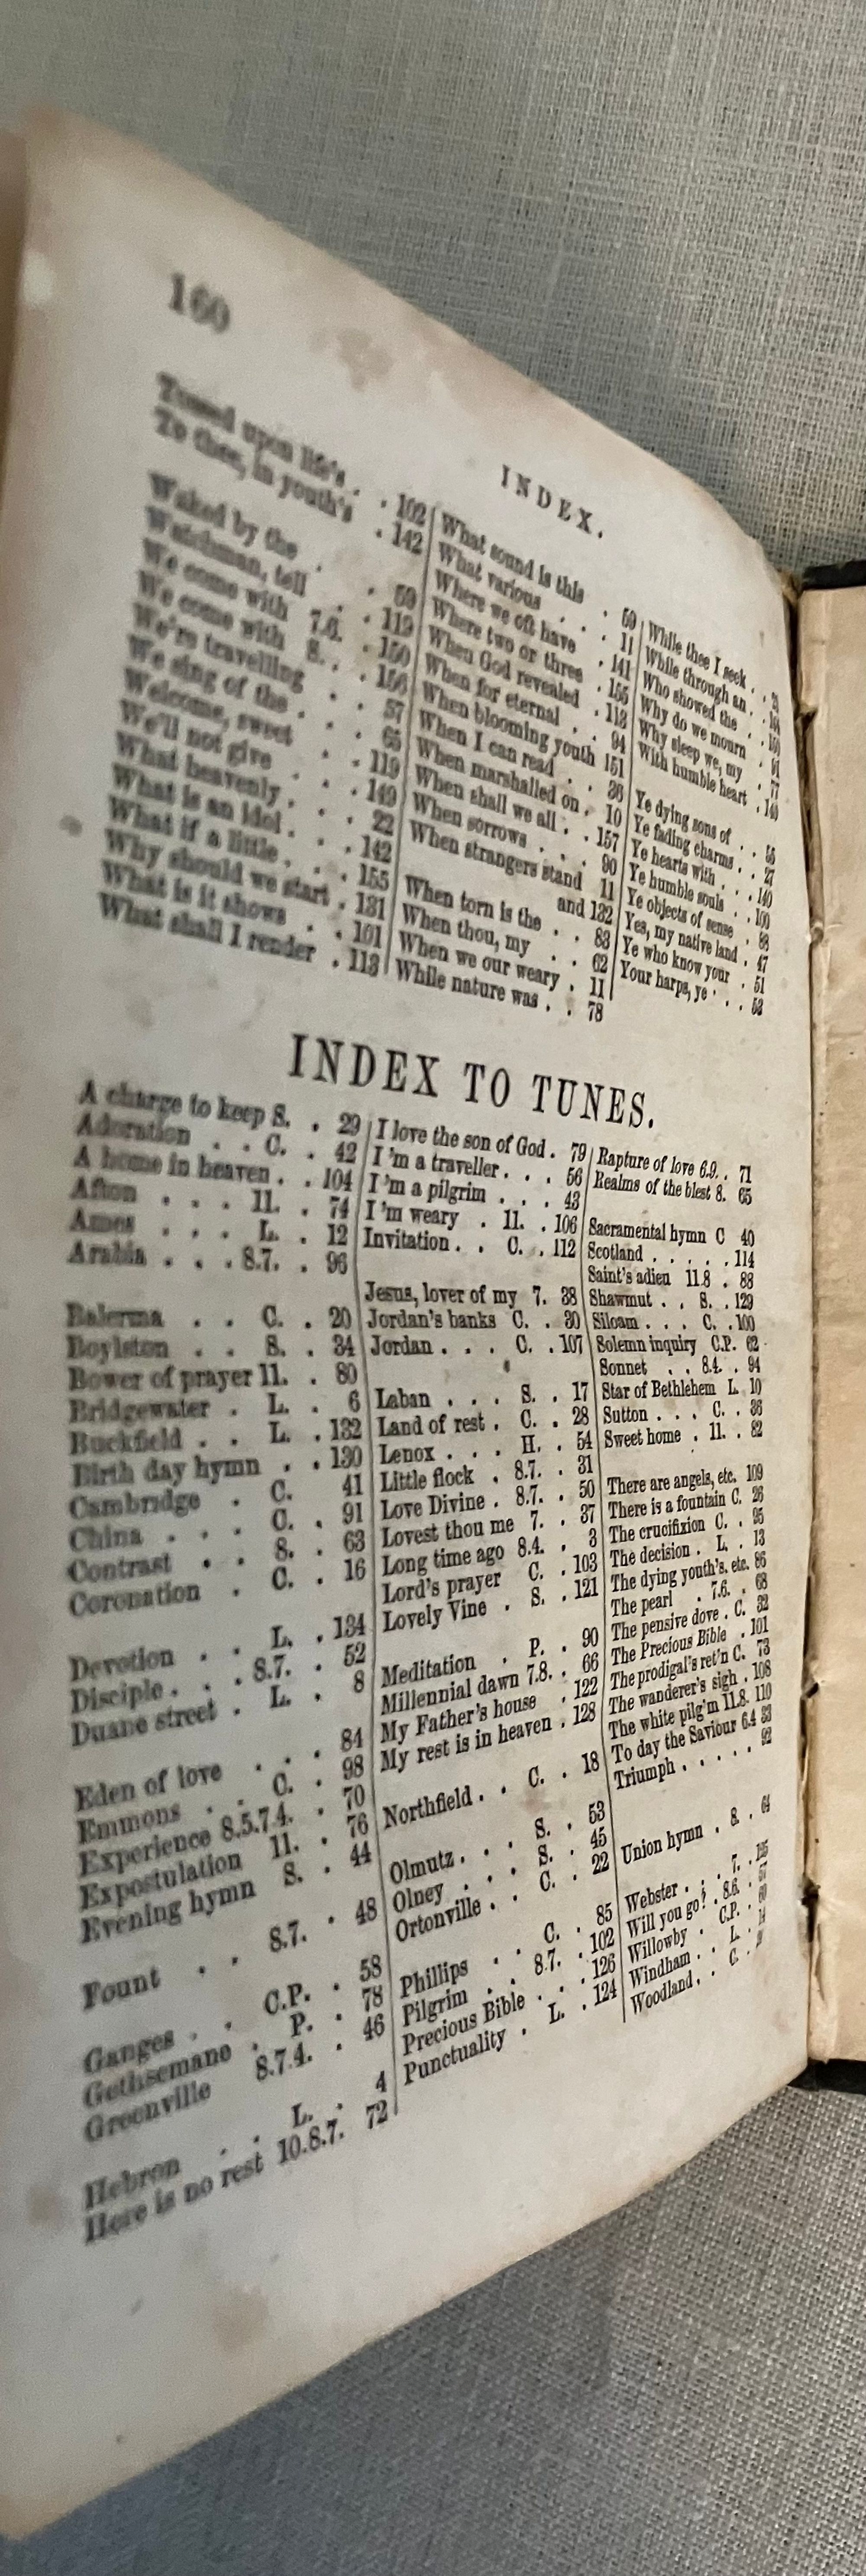 160
INDEX.
Tossed upon life's . . 102
To thee, in youth's . 142
Waked by the . . 59
Watchman, tell . . 119
We come with 7.6. . 150
We come with 8. . . 156
We're travelling . . 57
We sing of the . . . 65
Welcome, sweet . . 119
We'll not give . . . 149
What heavenly . . . 22
What is an idol . . . 142
What if a little . . . 155
Why should we start . 131
What is it shows . . 101
What shall I render . 113
What sound is this . 59
What various . . . 11
Where we oft have . 141
Where two or three . 155
When God revealed . 113
When for eternal . . 94
When blooming youth 151
When I can read . . 36
When marshalled on . 10
When shall we all . . 157
When sorrows . . . 90
When strangers stand 11
and 132
When torn is the . . 83
When thou, my . . 62
When we our weary . 11
While nature was . . 78
While thee I seek . .
While through an . .
Who showed the . .
Why do we mourn . 91
Why sleep we, my . 77
With humble heart . 140
Ye dying sons of . . 55
Ye fading charms . . 27
Ye hearts with . . . 140
Ye humble souls . . 100
Ye objects of sense . 88
Yes, my native land . 47
Ye who know your . 51
Your harps, ye . . 53
INDEX TO TUNES.
A charge to keep S. . 29
Adoration . . C. . 42
A home in heaven . . 104
Afton . . . 11. . 74
Ames . . . L. . 12
Arabia . . . 8.7. . 96
Balerma . . C. . 20
Boylston . . S. . 34
Bower of prayer 11. . 80
Bridgewater . L. . 6
Buckfield . . L. . 132
Birth day hymn . . 130
Cambridge . C. 41
China . . . C. . 91
Contrast . . 8. . 63
Coronation . C. . 16
Devotion . . L. . 134
Disciple . . . 8.7. . 52
Duane street . L. . 8
Eden of love . . . 84
Emmons . . C. . 98
Experience 8.5.7.4. . 70
Expostulation 11. . 76
Evening hymn S. . 44
Fount . . 8.7. . 48
Ganges . . C.P. . 58
Gethsemane . P. . 78
Greenville 8.7.4. . 46
Hebron . . L. . 4
Here is no rest 10.8.7. 72
I love the son of God . 79
I 'm a traveller . . . 56
I 'm a pilgrim . . . 43
I 'm weary . 11. . 106
Invitation . . C. . 112
Jesus, lover of my 7. 38
Jordan's banks C. . 30
Jordan . . . C. . 107
Laban . . . S. . 17
Land of rest . C. . 28
Lenox . . . H. . 54
Little flock . 8.7. . 31
Love Divine . 8.7. . 50
Lovest thou me 7. . 37
Long time ago 8.4. . 3
Lord's prayer C. . 103
Lovely Vine . S. . 121
Meditation . P. . 90
Millennial dawn 7.8. . 66
My Father's house . 122
My rest is in heaven . 128
Northfield . . C. . 18
Olmutz . . . S. . 53
Olney . . . S. . 45
Ortonville . . C. . 22
Phillips . . C. . 85
Pilgrim . . 8.7. . 102
Precious Bible . . . 126
Punctuality . L. . 124
Rapture of love 6.9. . 71
Realms of the blest 8. 65
Sacramental hymn C 40
Scotland . . . . . 114
Saint's adieu 11.8 . 88
Shawmut . . S. . 129
Siloam . . . C. . 100
Solemn inquiry C.P. 62
Sonnet . . 8.4. . 94
Star of Bethlehem L. 10
Sutton . . . C. . 36
Sweet home . 11. . 82
There are angels, etc. 109
There is a fountain C. 26
The crucifixion C. . 95
The decision . L. . 13
The dying youth's. etc. 86
The pearl . 7.6. . 68
The pensive dove . C. 32
The Precious Bible . 101
The prodigal's ret'n C. 73
The wanderer's sigh . 108
The white pilg'm 11.8. 110
To day the Saviour 6.4 33
Triumph . . . . . 92
Union hymn . 8. . 64
Webster . . . 7. .
Will you go? . 8.6. .
Willowby . C.P. .
Windham . . L. .
Woodland . . C. .